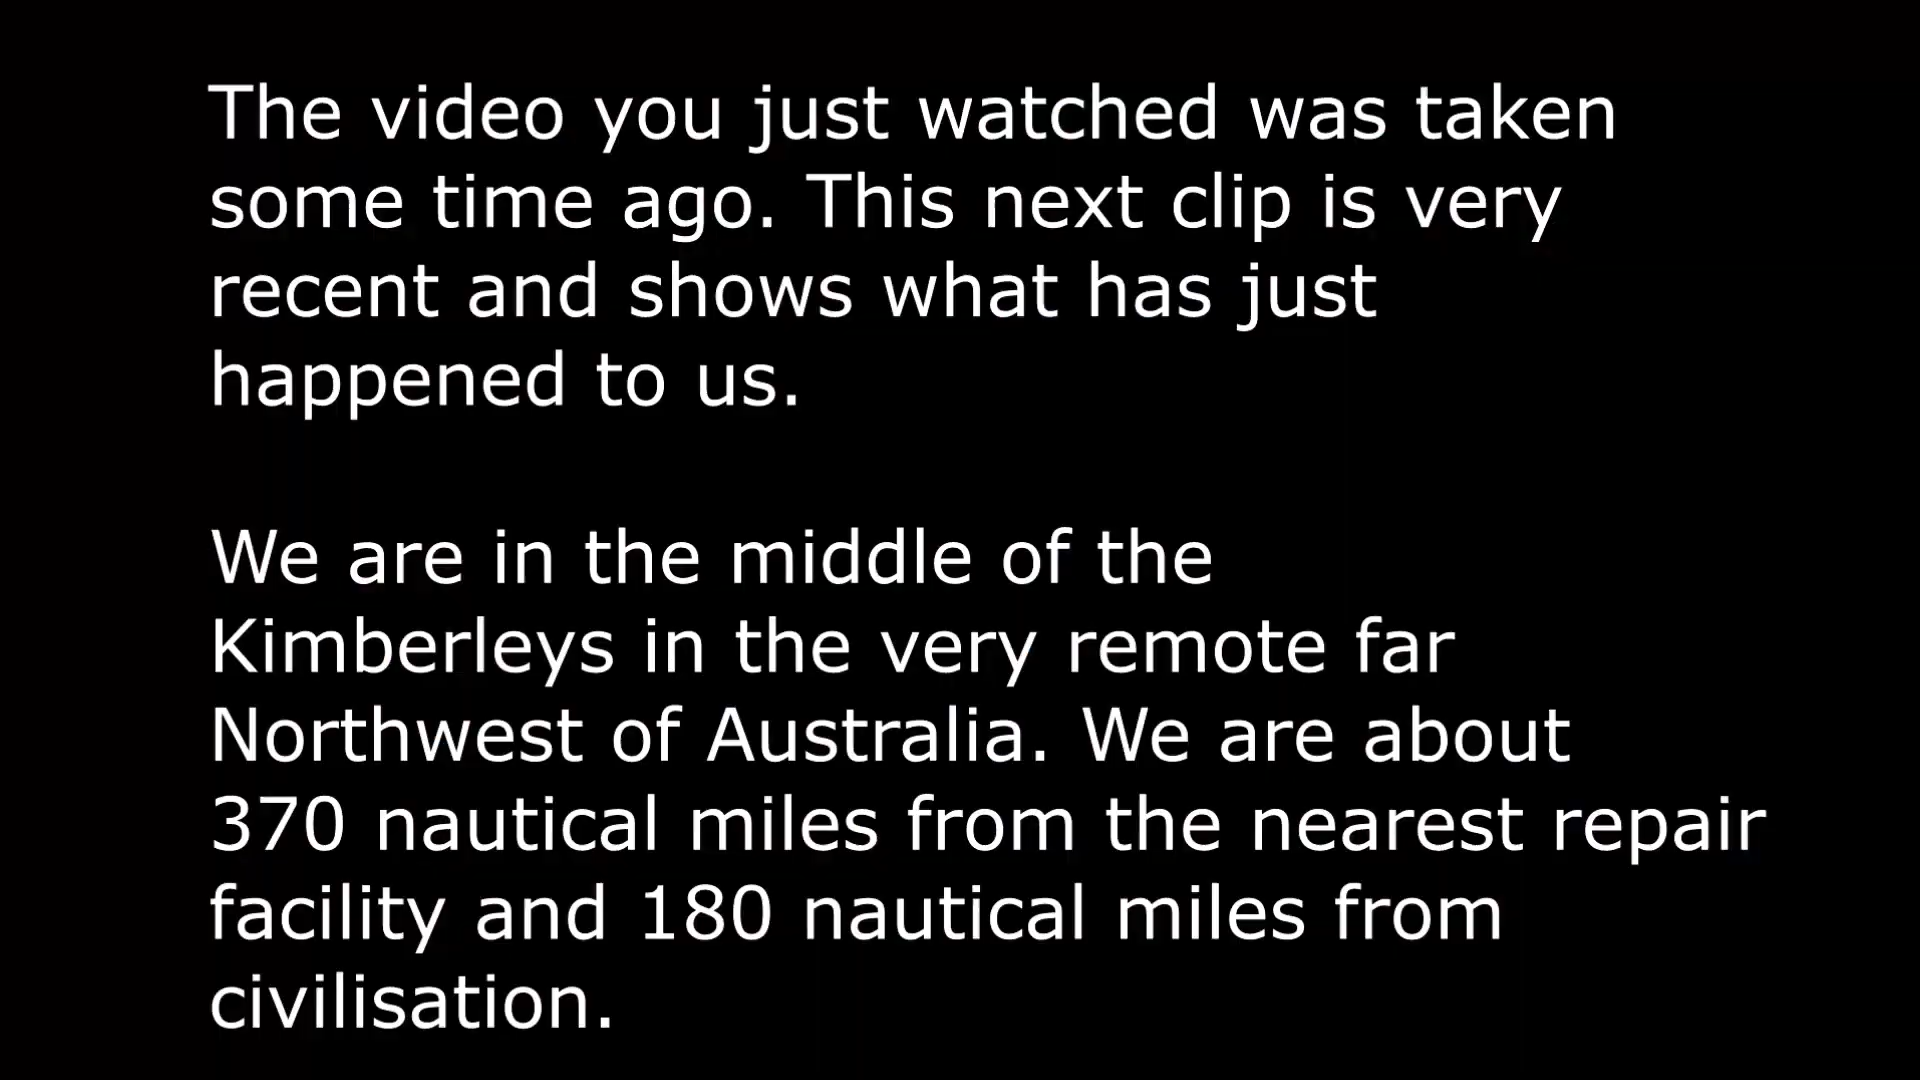 The video you just watched was taken
some time ago. This next clip is very
recent and shows what has just
happened to us.
We are in the middle of the
Kimberleys in the very remote far
Northwest of Australia. We are about
370 nautical miles from the nearest repair
facility and 180 nautical miles from
civilisation.